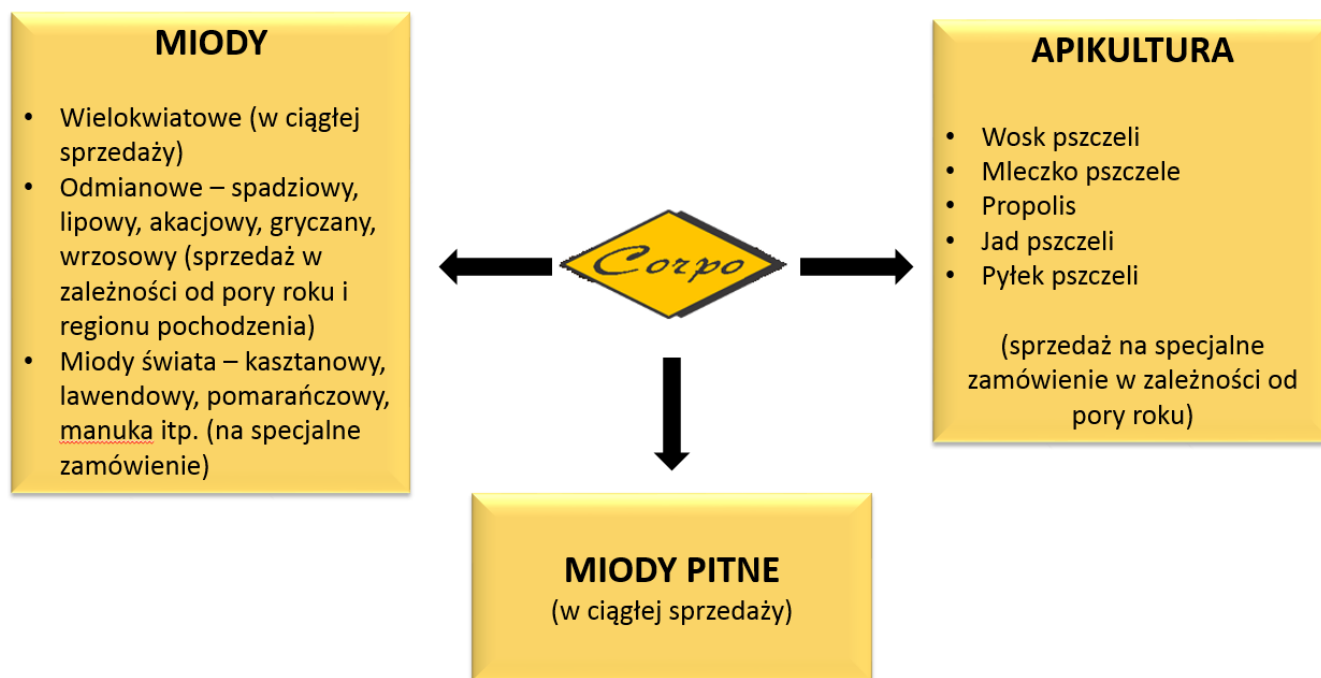 MIODY
• Wielokwiatowe (w ciągłej
sprzedaży)
• Odmianowe – spadziowy,
lipowy, akacjowy, gryczany,
wrzosowy (sprzedaż w
zależności od pory roku i
regionu pochodzenia)
• Miody świata – kasztanowy,
lawendowy, pomarańczowy,
manuka itp. (na specjalne
zamówienie)
Corpo
APIKULTURA
• Wosk pszczeli
• Mleczko pszczele
• Propolis
• Jad pszczeli
• Pyłek pszczeli
(sprzedaż na specjalne
zamówienie w zależności od
pory roku)
MIODY PITNE
(w ciągłej sprzedaży)